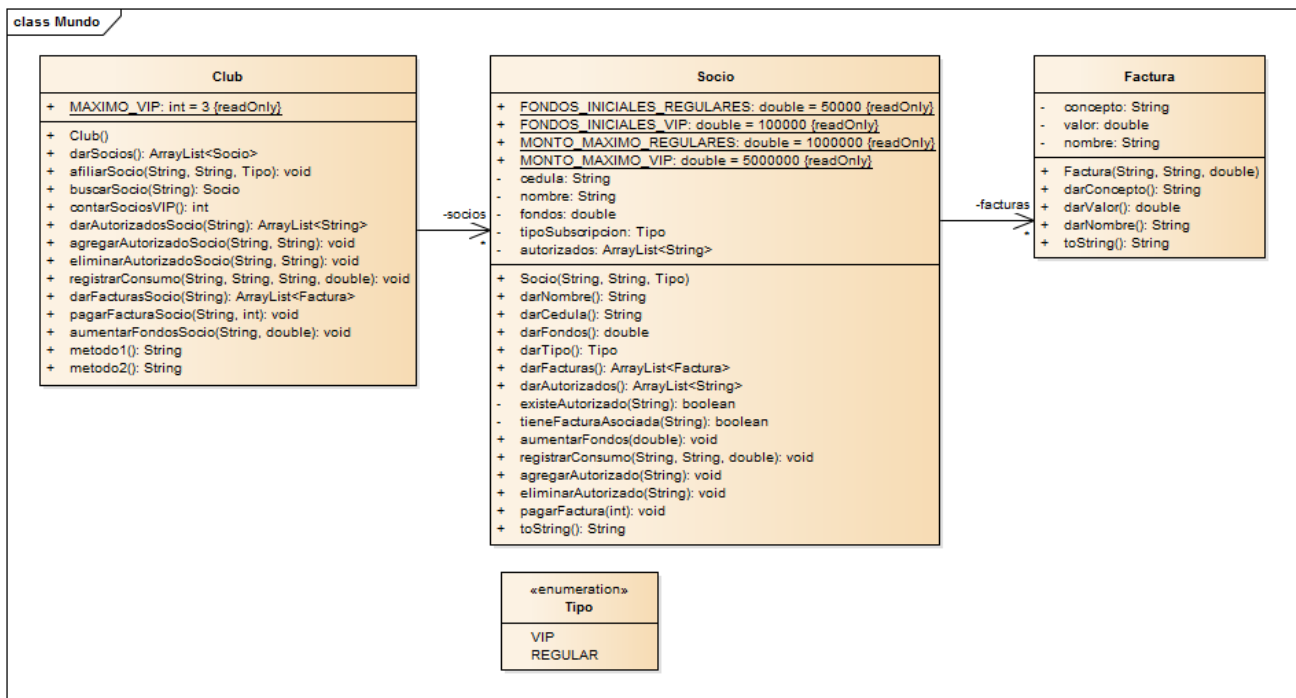 class Mundo
Club
+ MAXIMO_VIP: int = 3 {readOnly}
+ Club()
+ darSocios(): ArrayList<Socio>
+ afiliarSocio(String, String, Tipo): void
+ buscarSocio(String): Socio
+ contarSociosVIP(): int
+ darAutorizadosSocio(String): ArrayList<String>
+ agregarAutorizadoSocio(String, String): void
+ eliminarAutorizadoSocio(String, String): void
+ registrarConsumo(String, String, String, double): void
+ darFacturasSocio(String): ArrayList<Factura>
+ pagarFacturaSocio(String, int): void
+ aumentarFondosSocio(String, double): void
+ metodo1(): String
+ metodo2(): String
-socios
*
Socio
+ FONDOS_INICIALES_REGULARES: double = 50000 {readOnly}
+ FONDOS_INICIALES_VIP: double = 100000 {readOnly}
+ MONTO_MAXIMO_REGULARES: double = 1000000 {readOnly}
+ MONTO_MAXIMO_VIP: double = 5000000 {readOnly}
- cedula: String
- nombre: String
- fondos: double
- tipoSubscripcion: Tipo
- autorizados: ArrayList<String>
+ Socio(String, String, Tipo)
+ darNombre(): String
+ darCedula(): String
+ darFondos(): double
+ darTipo(): Tipo
+ darFacturas(): ArrayList<Factura>
+ darAutorizados(): ArrayList<String>
- existeAutorizado(String): boolean
- tieneFacturaAsociada(String): boolean
+ aumentarFondos(double): void
+ registrarConsumo(String, String, double): void
+ agregarAutorizado(String): void
+ eliminarAutorizado(String): void
+ pagarFactura(int): void
+ toString(): String
-facturas
*
Factura
- concepto: String
- valor: double
- nombre: String
+ Factura(String, String, double)
+ darConcepto(): String
+ darValor(): double
+ darNombre(): String
+ toString(): String
«enumeration»
Tipo
VIP
REGULAR